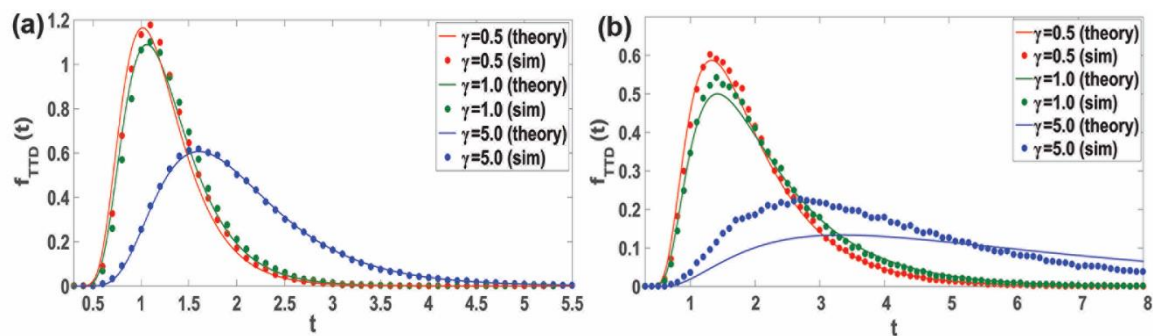 (a)
1.2
1
0.8
0.6
0.4
0.2
0
f_TTD (t)
γ=0.5 (theory)
γ=0.5 (sim)
γ=1.0 (theory)
γ=1.0 (sim)
γ=5.0 (theory)
γ=5.0 (sim)
0.5 1 1.5 2 2.5 3 3.5 4 4.5 5 5.5
t
(b)
0.6
0.5
0.4
0.3
0.2
0.1
0
f_TTD (t)
γ=0.5 (theory)
γ=0.5 (sim)
γ=1.0 (theory)
γ=1.0 (sim)
γ=5.0 (theory)
γ=5.0 (sim)
1 2 3 4 5 6 7 8
t